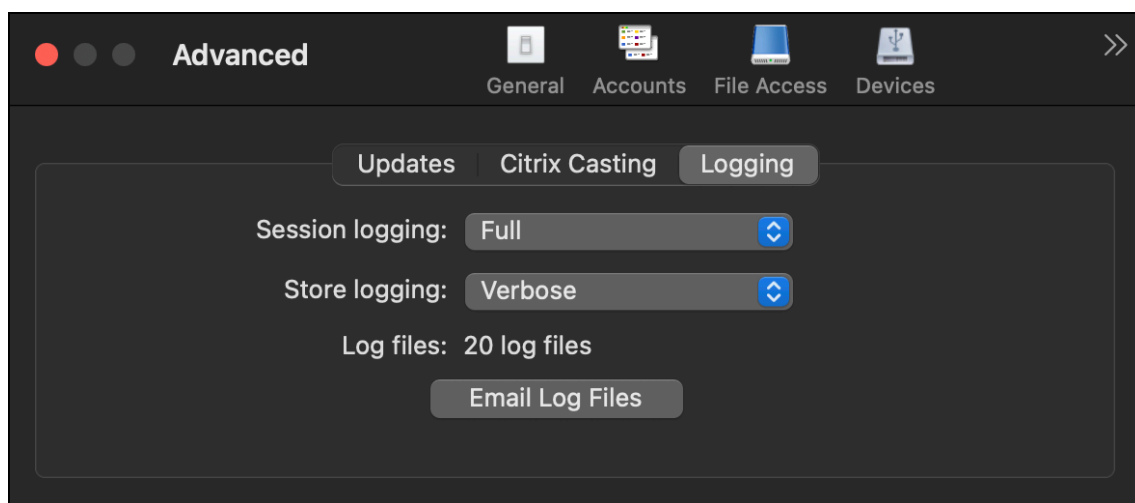 Advanced
General Accounts File Access Devices
Updates Citrix Casting Logging
Session logging: Full
Store logging: Verbose
Log files: 20 log files
Email Log Files